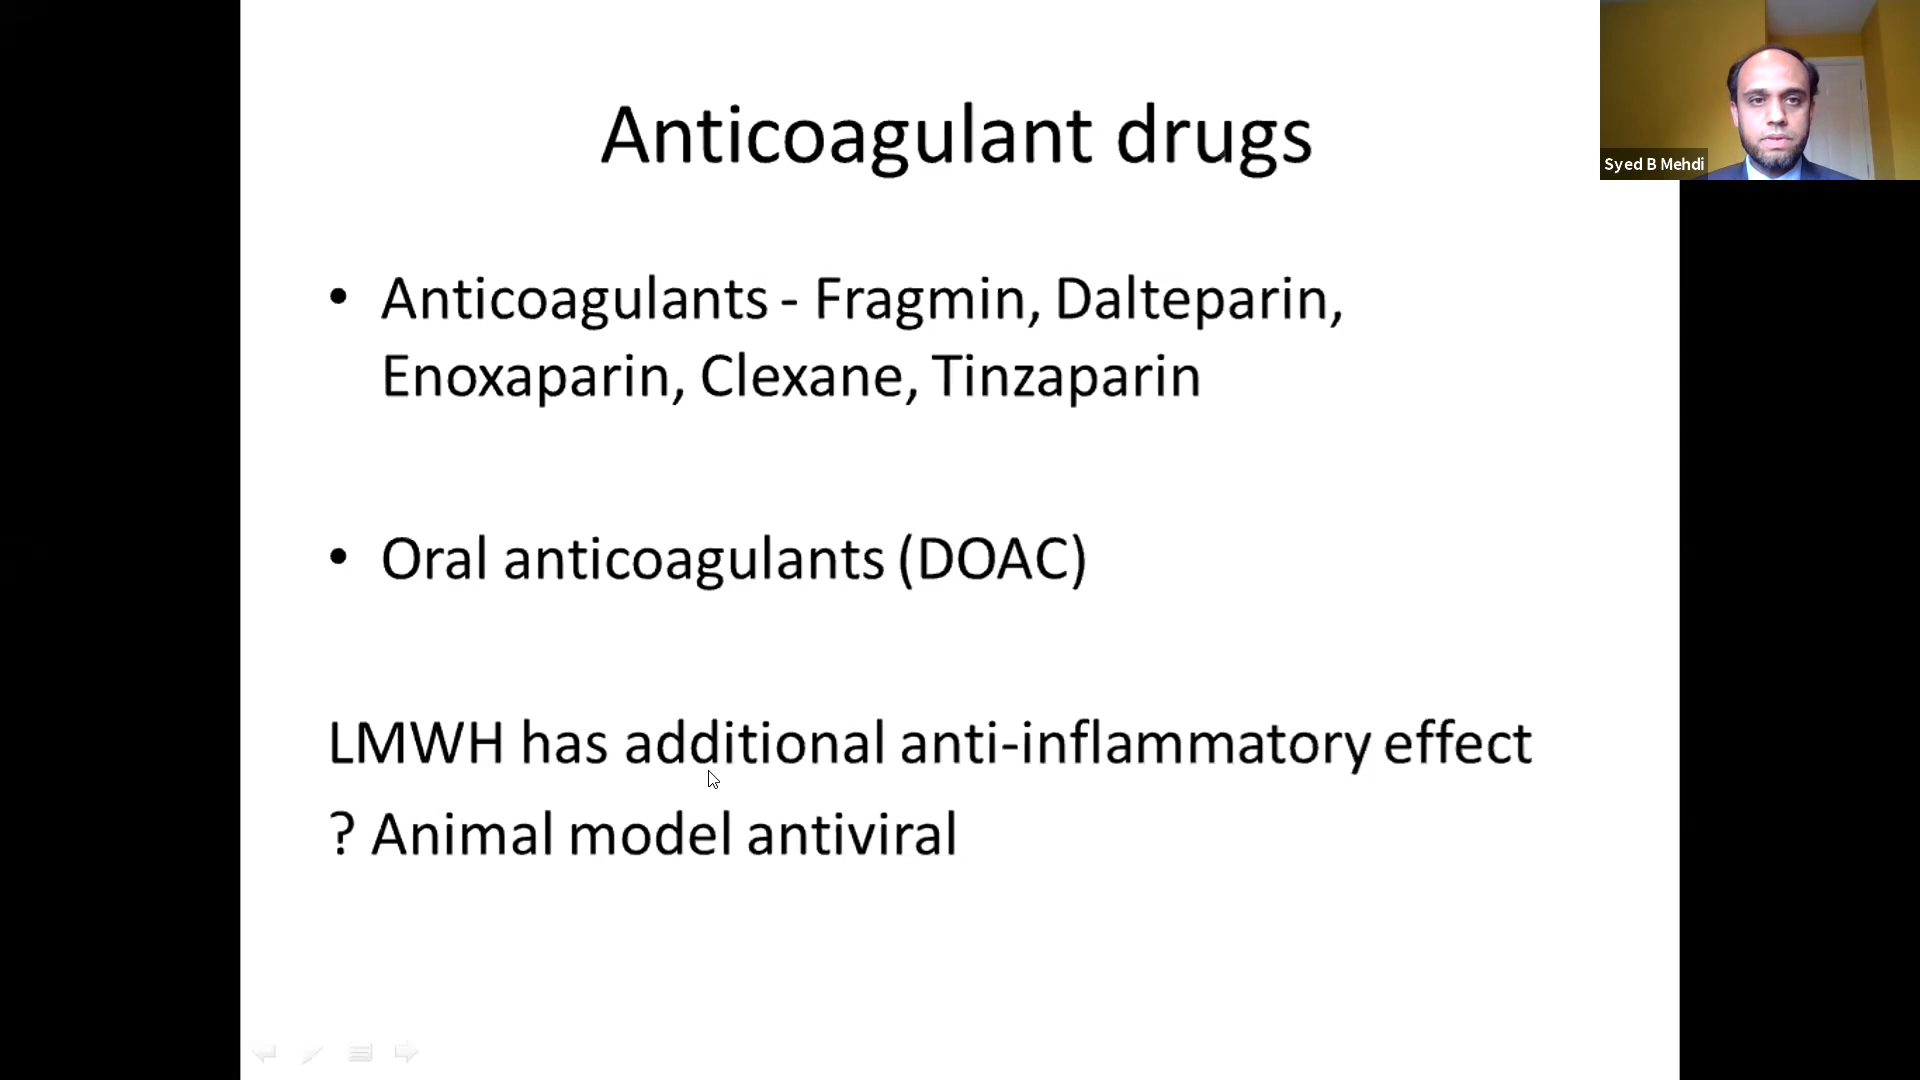 Anticoagulant drugs
Syed B Mehdi
• Anticoagulants - Fragmin, Dalteparin,
Enoxaparin, Clexane, Tinzaparin
• Oral anticoagulants (DOAC)
LMWH has additional anti-inflammatory effect
? Animal model antiviral